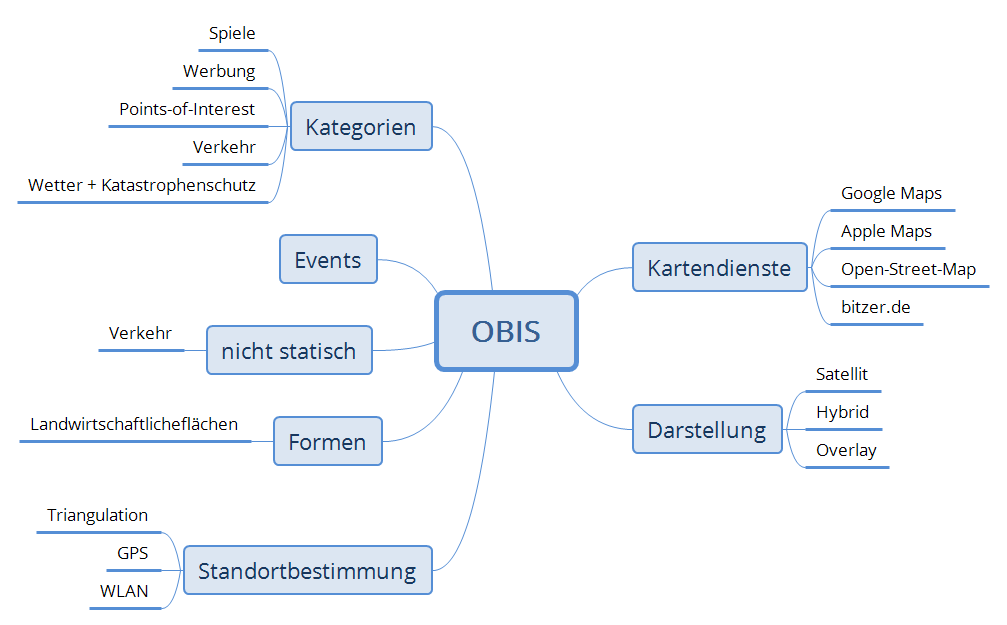 OBIS
Kategorien
Spiele
Werbung
Points-of-Interest
Verkehr
Wetter + Katastrophenschutz
Events
nicht statisch
Verkehr
Formen
Landwirtschaftlicheflächen
Standortbestimmung
Triangulation
GPS
WLAN
Kartendienste
Google Maps
Apple Maps
Open-Street-Map
bitzer.de
Darstellung
Satellit
Hybrid
Overlay